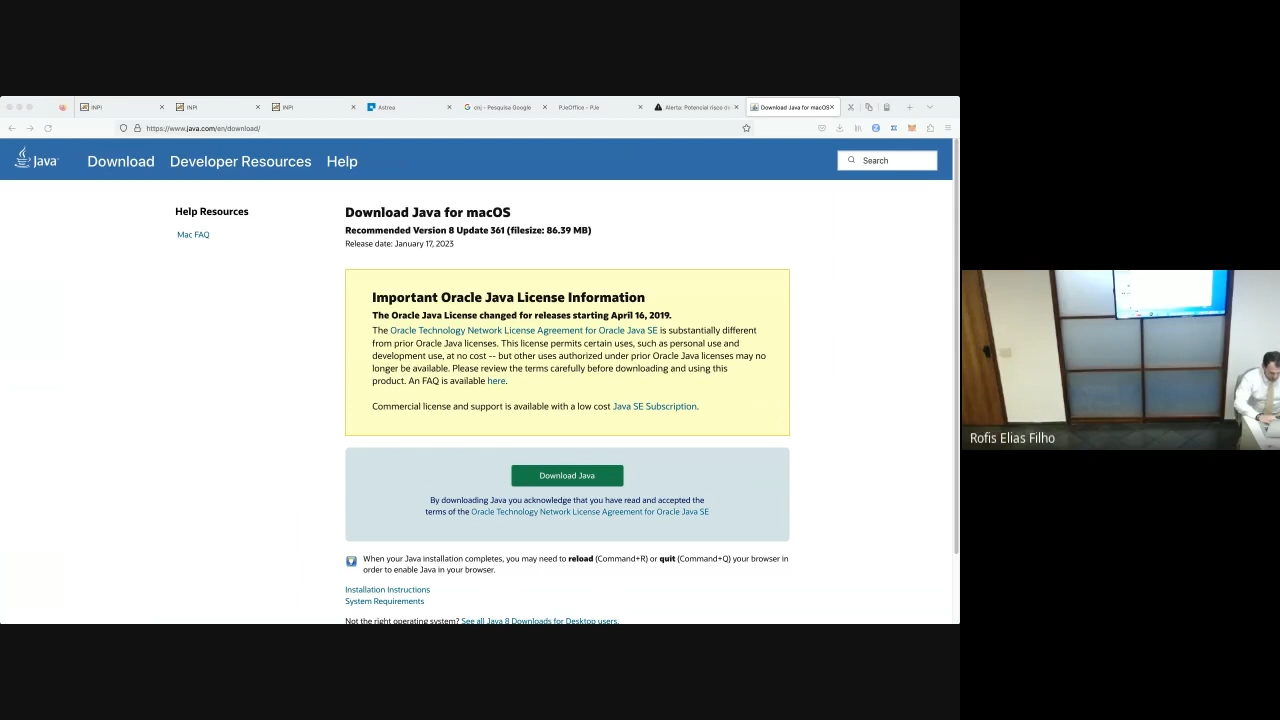 INPI
INPI
INPI
Astrea
cnj - Pesquisa Google
PJeOffice - PJe
Alerta: Potencial risco d
Download Java for macOS
https://www.java.com/en/download/
Java
Download
Developer Resources
Help
Search
Help Resources
Mac FAQ
Download Java for macOS
Recommended Version 8 Update 361 (filesize: 86.39 MB)
Release date: January 17, 2023
Important Oracle Java License Information
The Oracle Java License changed for releases starting April 16, 2019.
The Oracle Technology Network License Agreement for Oracle Java SE is substantially different
from prior Oracle Java licenses. This license permits certain uses, such as personal use and
development use, at no cost -- but other uses authorized under prior Oracle Java licenses may no
longer be available. Please review the terms carefully before downloading and using this
product. An FAQ is available here.
Commercial license and support is available with a low cost Java SE Subscription.
Download Java
By downloading Java you acknowledge that you have read and accepted the
terms of the Oracle Technology Network License Agreement for Oracle Java SE
When your Java installation completes, you may need to reload (Command+R) or quit (Command+Q) your browser in
order to enable Java in your browser.
Installation Instructions
System Requirements
Not the right operating system? See all Java 8 Downloads for Desktop users.
Rofis Elias Filho